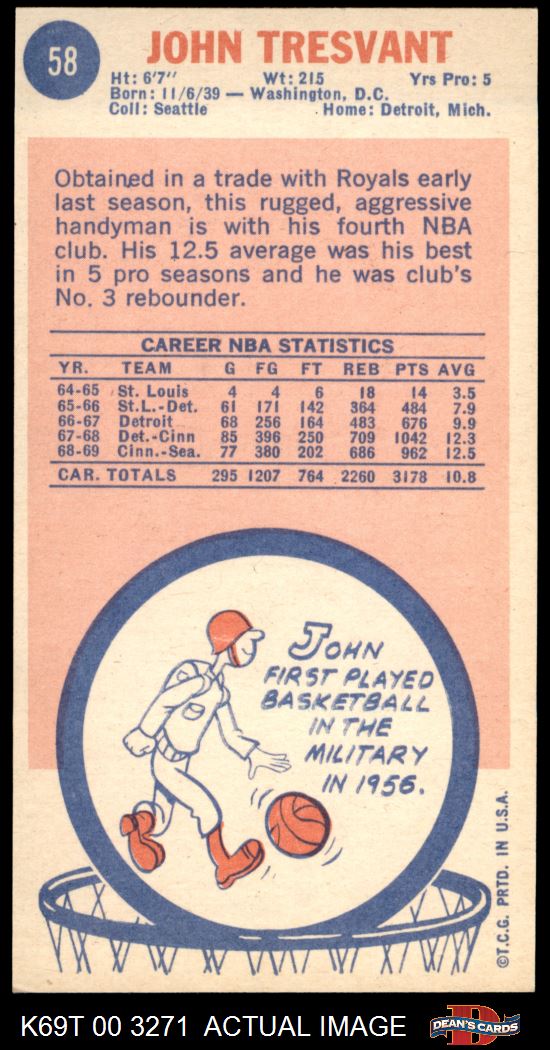 58
JOHN TRESVANT
Ht: 6'7" Wt: 215 Yrs Pro: 5
Born: 11/6/39 — Washington, D.C.
Coll: Seattle Home: Detroit, Mich.
Obtained in a trade with Royals early
last season, this rugged, aggressive
handyman is with his fourth NBA
club. His 12.5 average was his best
in 5 pro seasons and he was club's
No. 3 rebounder.
CAREER NBA STATISTICS
YR. TEAM G FG FT REB PTS AVG
64-65 St. Louis 4 4 6 18 14 3.5
65-66 St.L.-Det. 61 171 142 364 484 7.9
66-67 Detroit 68 256 164 483 676 9.9
67-68 Det.-Cinn 85 396 250 709 1042 12.3
68-69 Cinn.-Sea. 77 380 202 686 962 12.5
CAR. TOTALS 295 1207 764 2260 3178 10.8
JOHN
FIRST PLAYED
BASKETBALL
IN THE
MILITARY
IN 1956.
©T.C.G. PRTD. IN U.S.A.
K69T 00 3271 ACTUAL IMAGE
D
DEAN'S CARDS